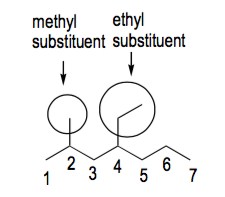 methyl ethyl
substituent substituent
1 2 3 4 5 6 7